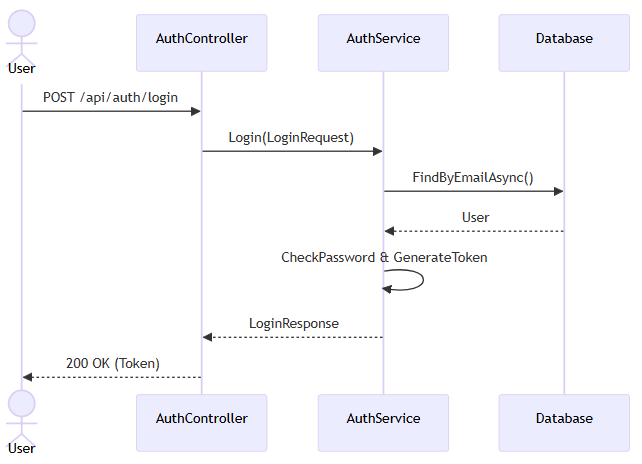 AuthController
AuthService
Database
User
POST /api/auth/login
Login(LoginRequest)
FindByEmailAsync()
User
CheckPassword & GenerateToken
LoginResponse
200 OK (Token)
AuthController
AuthService
Database
User